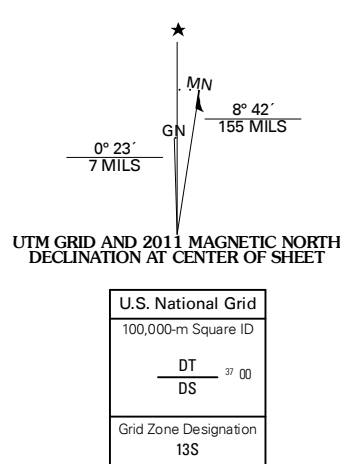 MN
GN
8° 42´
155 MILS
0° 23´
7 MILS
UTM GRID AND 2011 MAGNETIC NORTH
DECLINATION AT CENTER OF SHEET
U.S. National Grid
100,000-m Square ID
DT
37 00
DS
Grid Zone Designation
13S